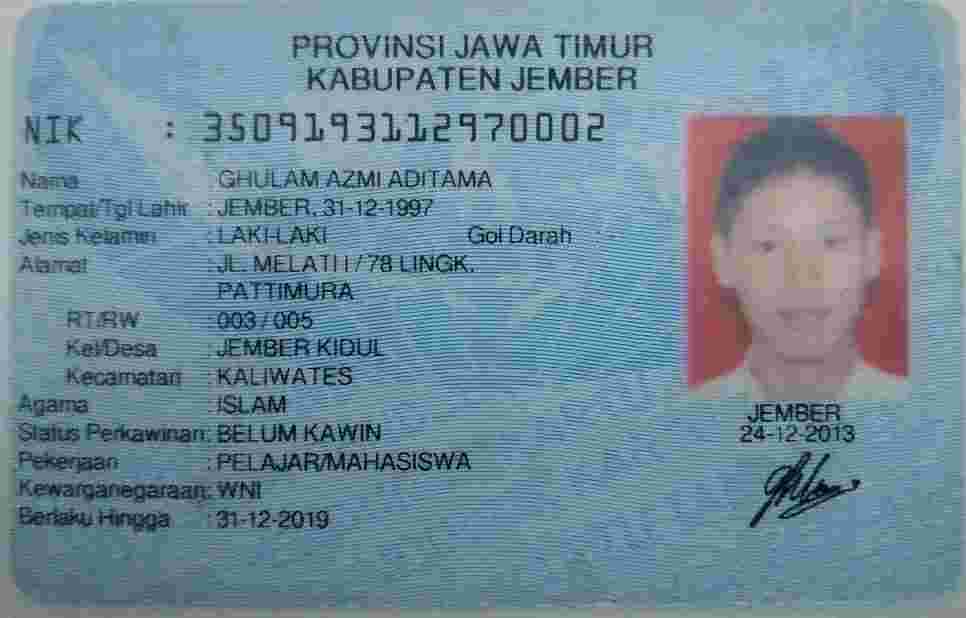 PROVINSI JAWA TIMUR
KABUPATEN JEMBER
NIK : 3509193112970002
Nama : GHULAM AZMI ADITAMA
Tempat/Tgl Lahir : JEMBER, 31-12-1997
Jenis Kelamin : LAKI-LAKI Gol Darah :
Alamat : JL. MELATI I / 78 LINGK.
PATTIMURA
RT/RW : 003 / 005
Kel/Desa : JEMBER KIDUL
Kecamatan : KALIWATES
Agama : ISLAM
Status Perkawinan: BELUM KAWIN
Pekerjaan : PELAJAR/MAHASISWA
Kewarganegaraan: WNI
Berlaku Hingga : 31-12-2019
JEMBER
24-12-2013